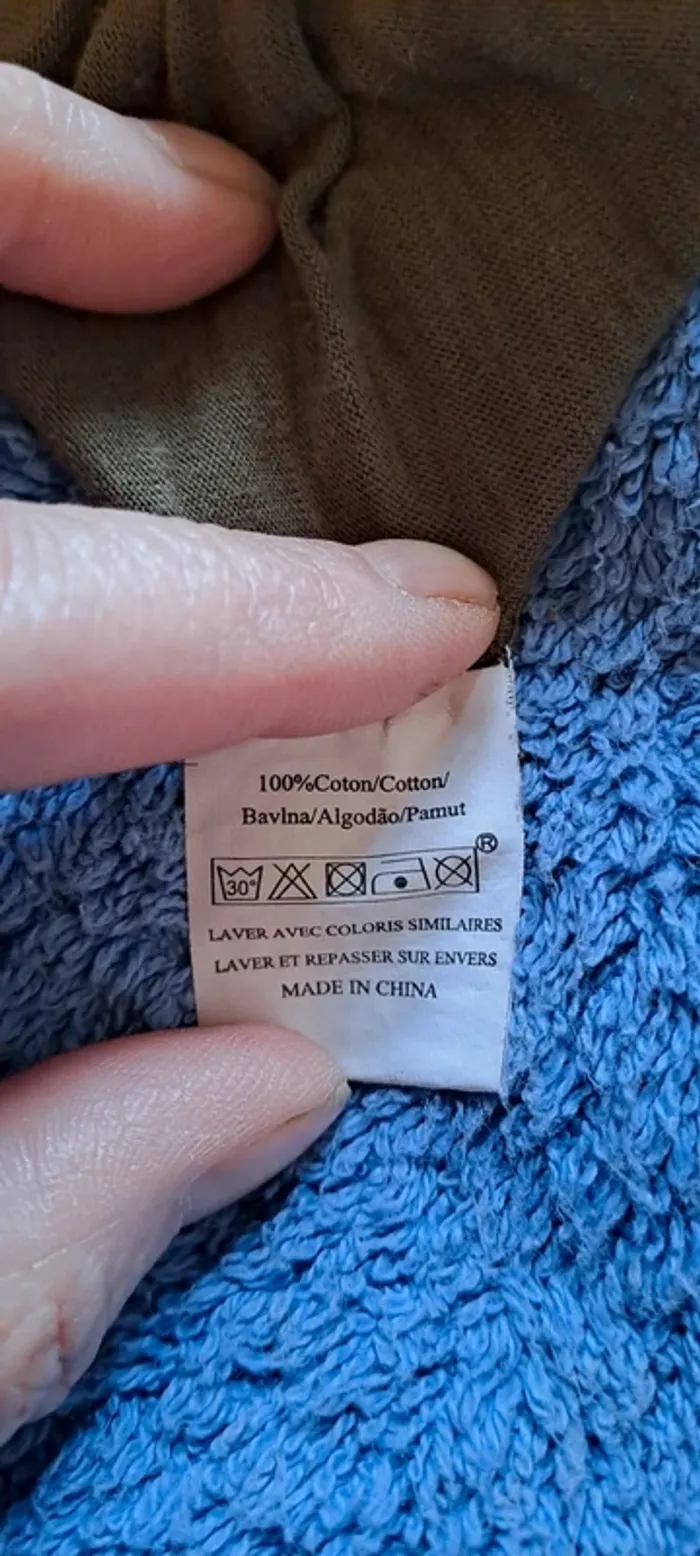 100%Coton/Cotton/
Bavlna/Algodão/Pamut
30° ®
LAVER AVEC COLORIS SIMILAIRES
LAVER ET REPASSER SUR ENVERS
MADE IN CHINA